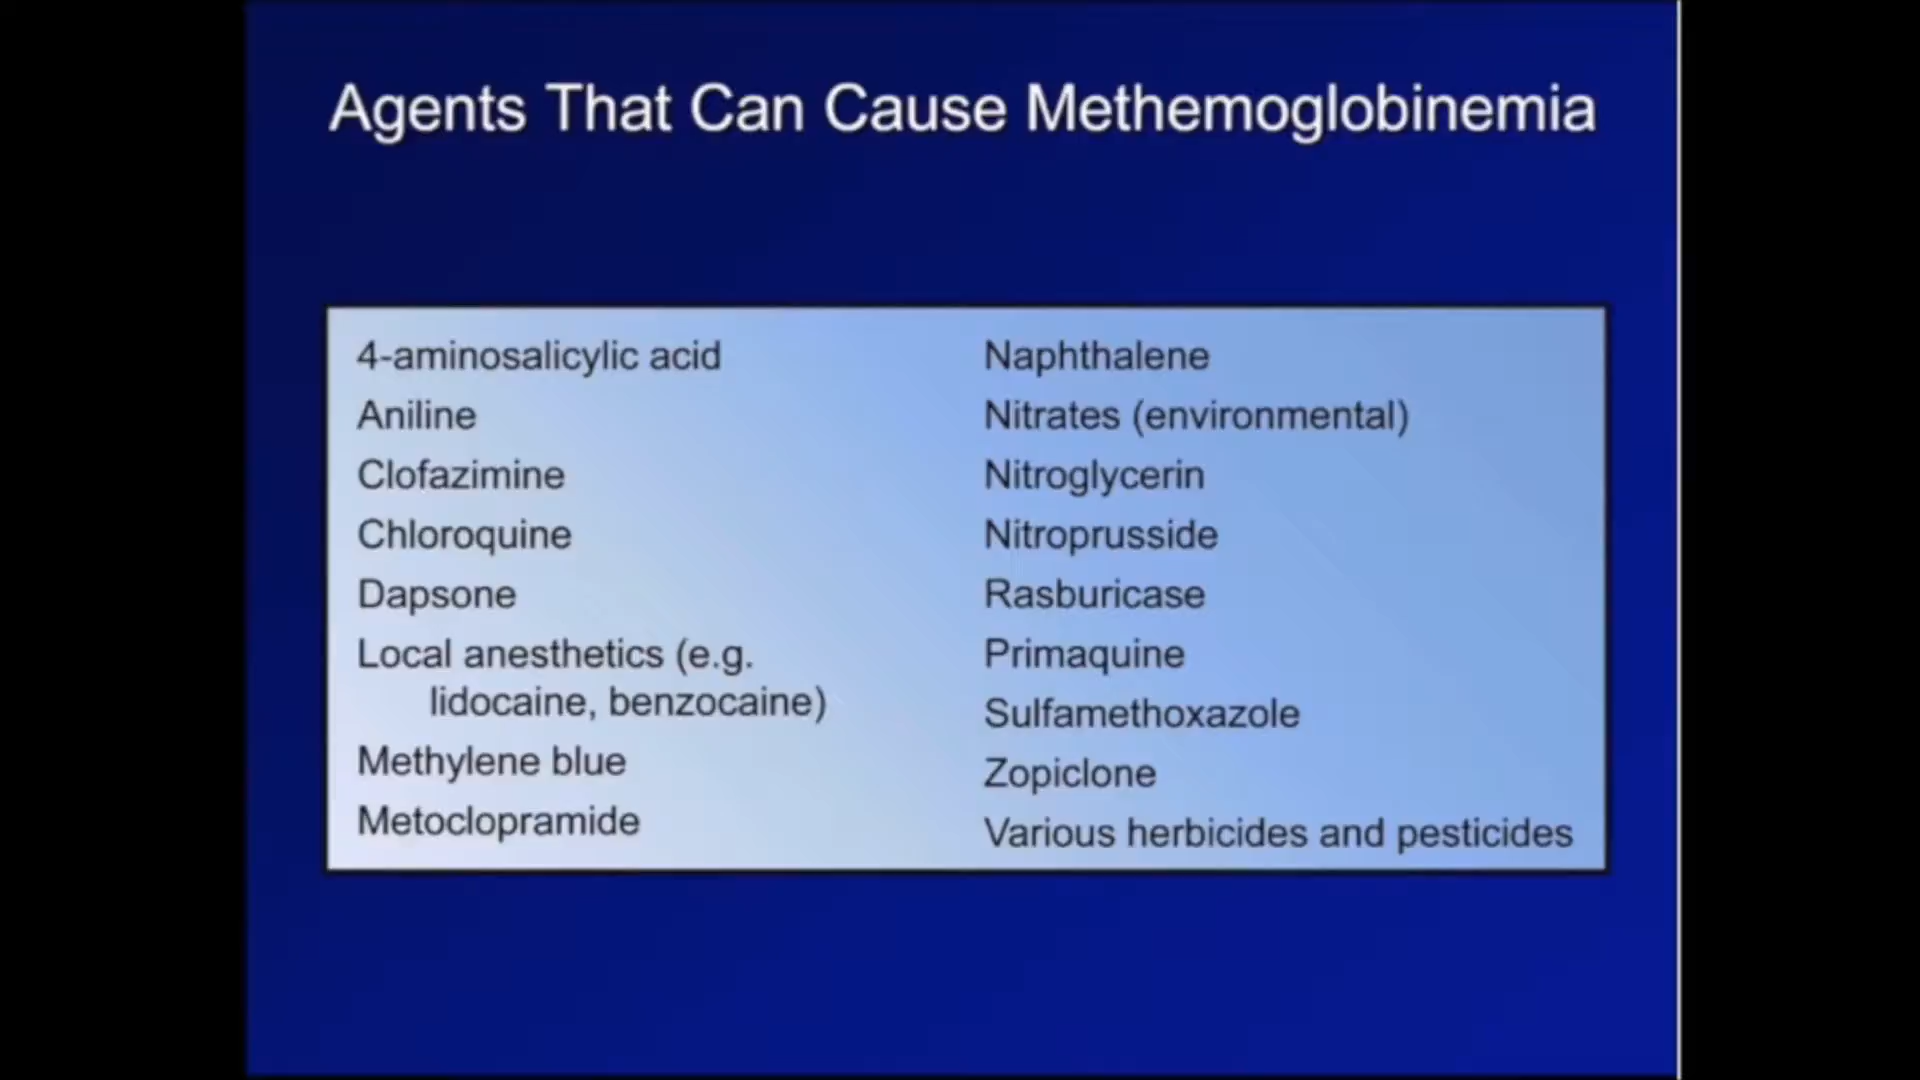 Agents That Can Cause Methemoglobinemia
4-aminosalicylic acid
Aniline
Clofazimine
Chloroquine
Dapsone
Local anesthetics (e.g.
lidocaine, benzocaine)
Methylene blue
Metoclopramide
Naphthalene
Nitrates (environmental)
Nitroglycerin
Nitroprusside
Rasburicase
Primaquine
Sulfamethoxazole
Zopiclone
Various herbicides and pesticides